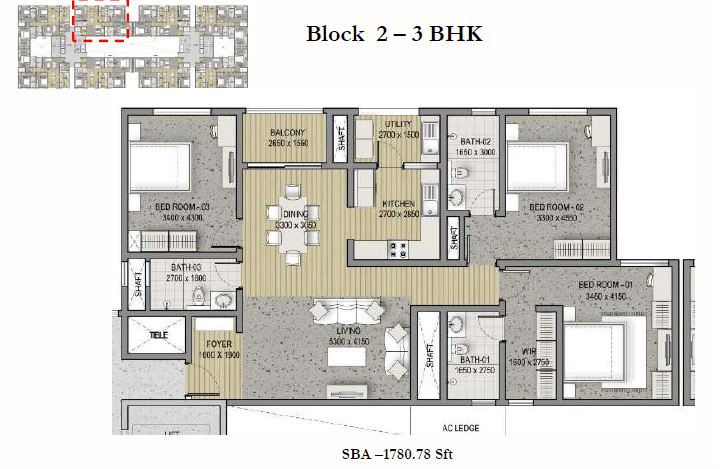 Block 2 – 3 BHK
BALCONY
2650 x 1550
SHAFT
UTILITY
2700 x 1500
BATH-02
1650 x 3000
BED ROOM - 03
3400 x 4300
DINING
3300 x 3050
KITCHEN
2700 x 2850
BED ROOM - 02
3300 x 4550
SHAFT
SHAFT
BATH-03
2700 x 1600
BED ROOM - 01
3450 x 4150
FOYER
1600 X 1900
LIVING
5300 x 4150
SHAFT
BATH-01
1650 x 2750
WIR
1600 x 2750
LIFT
AC LEDGE
SBA –1780.78 Sft